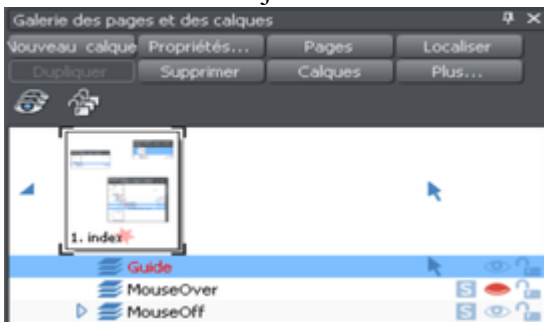 Galerie des pages et des calques
Nouveau calque Propriétés... Pages Localiser
Dupliquer Supprimer Calques Plus...
1. index
Guide
MouseOver
S
MouseOff
S